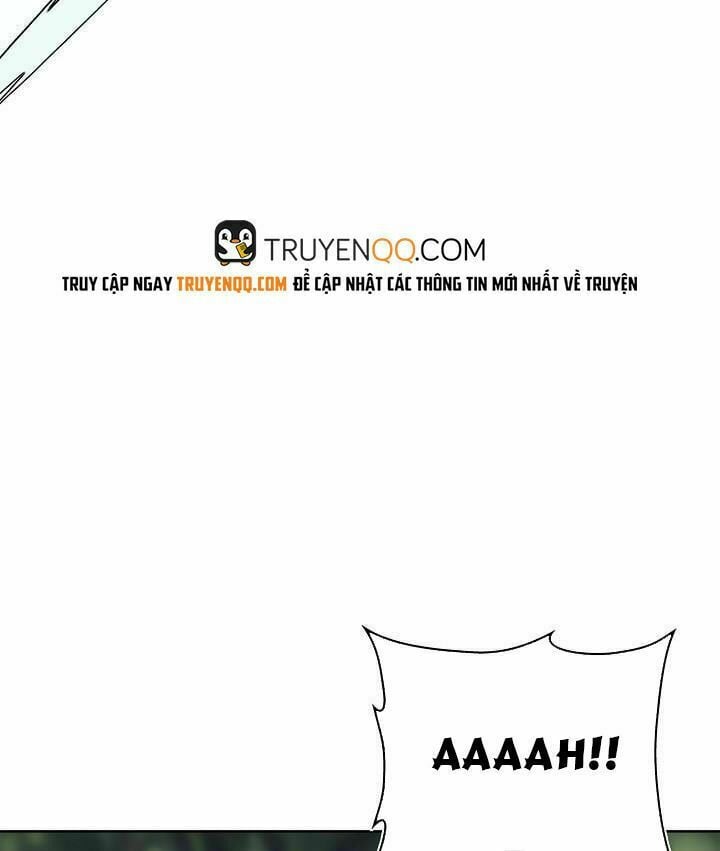 TRUYENQQ.COM
TRUY CẬP NGAY TRUYENQQ.COM ĐỂ CẬP NHẬT CÁC THÔNG TIN MỚI NHẤT VỀ TRUYỆN
AAAAH!!